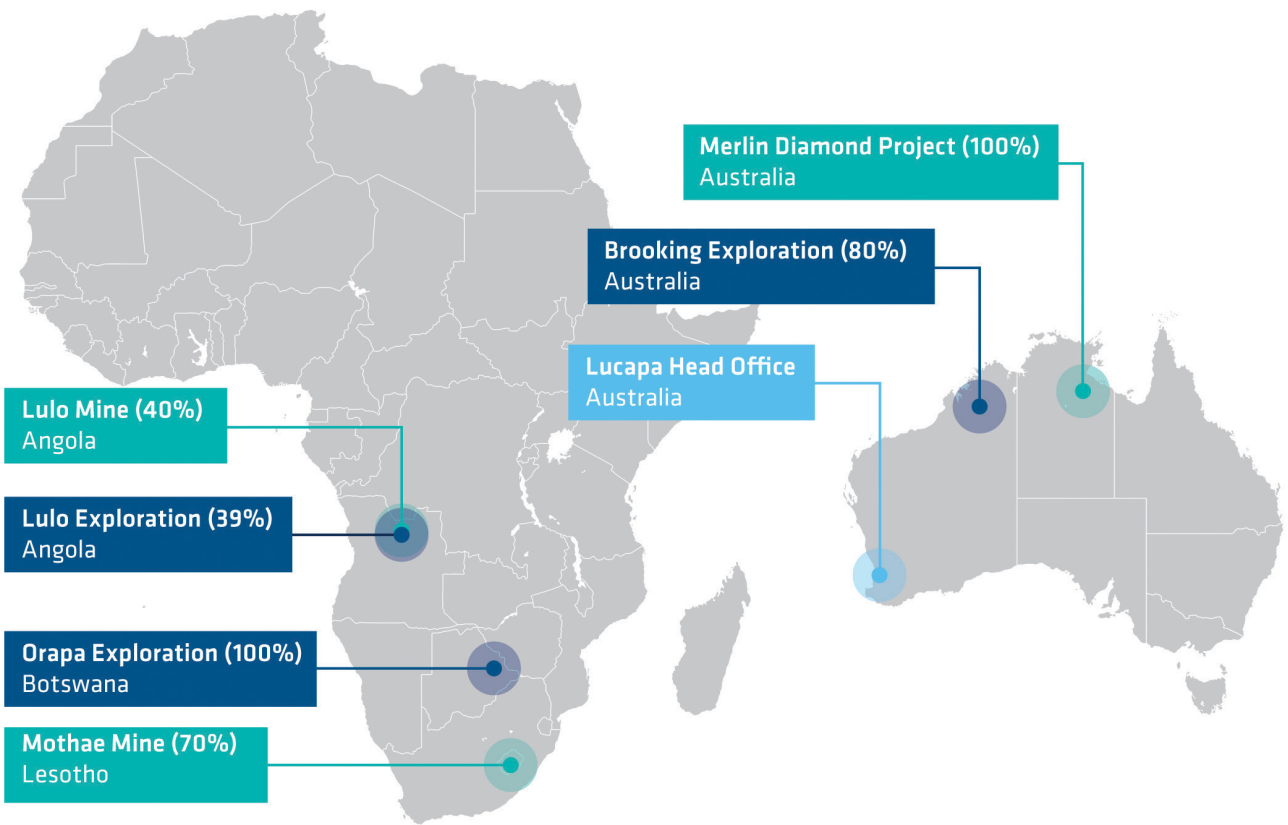 Merlin Diamond Project (100%)
Australia
Brooking Exploration (80%)
Australia
Lucapa Head Office
Australia
Lulo Mine (40%)
Angola
Lulo Exploration (39%)
Angola
Orapa Exploration (100%)
Botswana
Mothae Mine (70%)
Lesotho